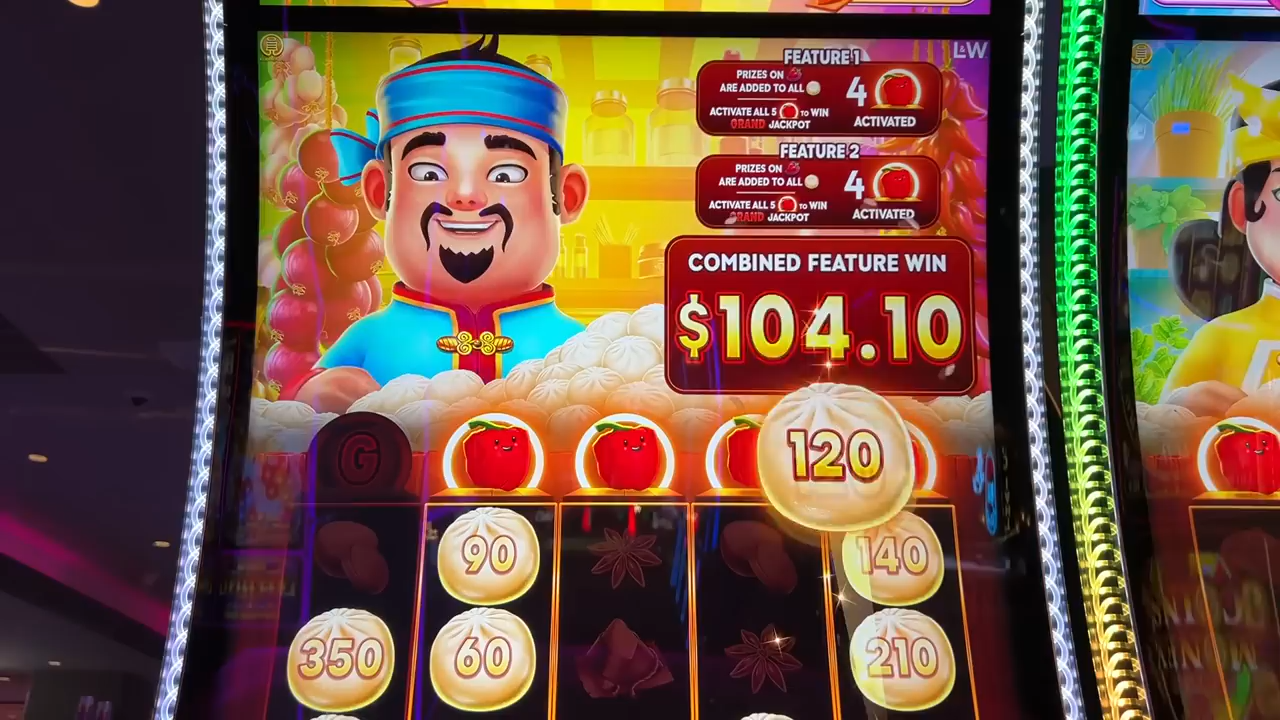 L&W
FEATURE 1
PRIZES ON
ARE ADDED TO ALL
ACTIVATE ALL 5 TO WIN
GRAND JACKPOT
4
ACTIVATED
FEATURE 2
PRIZES ON
ARE ADDED TO ALL
ACTIVATE ALL 5 TO WIN
GRAND JACKPOT
4
ACTIVATED
COMBINED FEATURE WIN
$104.10
G
120
90
140
350
60
210